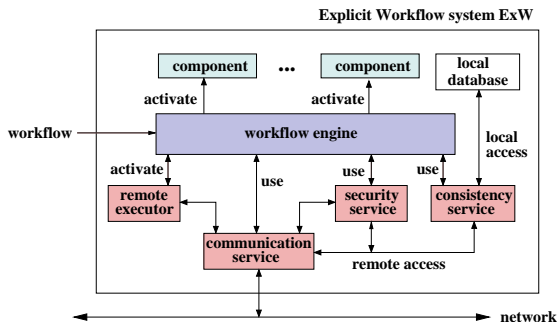 Explicit Workflow system ExW
component
...
component
local
database
activate
activate
workflow
workflow engine
local
access
activate
use
use
use
remote
executor
security
service
consistency
service
communication
service
remote access
network